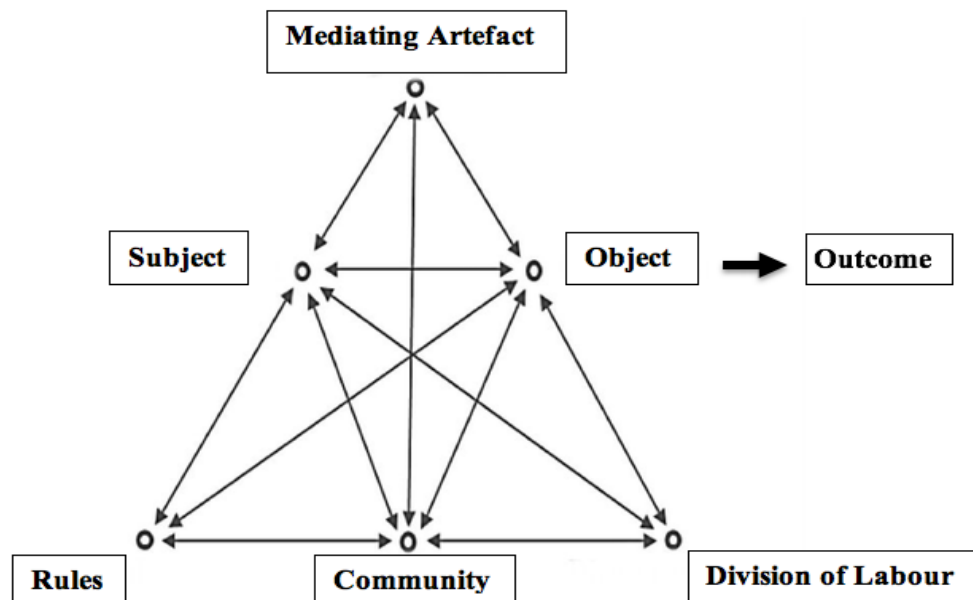 Mediating Artefact
Subject
Object
Outcome
Rules
Community
Division of Labour